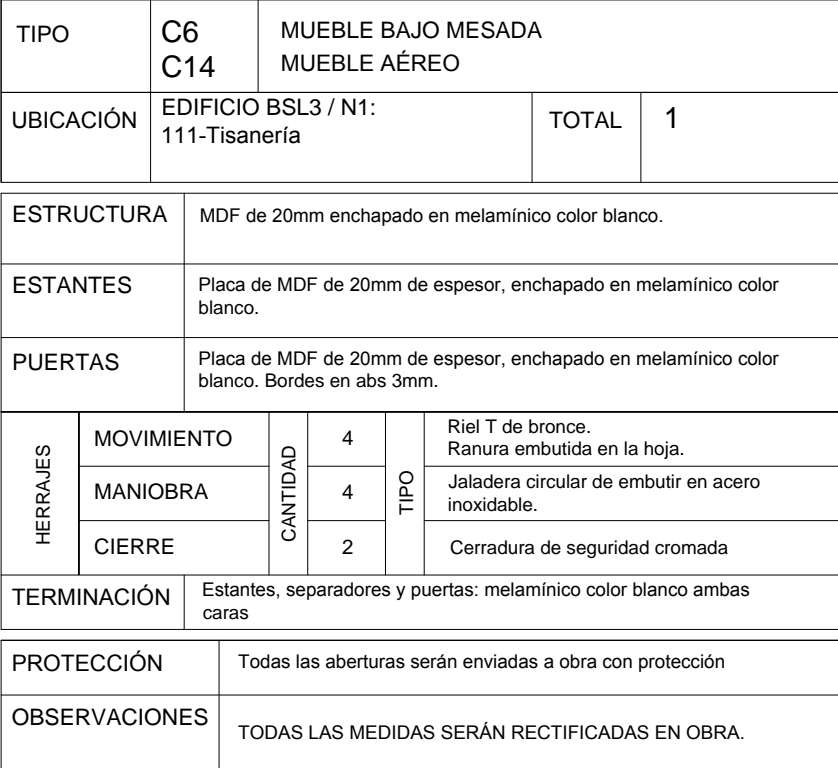 TIPO
C6
MUEBLE BAJO MESADA
C14
MUEBLE AÉREO
UBICACIÓN
EDIFICIO BSL3 / N1:
111-Tisanería
TOTAL
1
ESTRUCTURA
MDF de 20mm enchapado en melamínico color blanco.
ESTANTES
Placa de MDF de 20mm de espesor, enchapado en melamínico color
blanco.
PUERTAS
Placa de MDF de 20mm de espesor, enchapado en melamínico color
blanco. Bordes en abs 3mm.
HERRAJES
MOVIMIENTO
CANTIDAD
4
TIPO
Riel T de bronce.
Ranura embutida en la hoja.
MANIOBRA
4
Jaladera circular de embutir en acero
inoxidable.
CIERRE
2
Cerradura de seguridad cromada
TERMINACIÓN
Estantes, separadores y puertas: melamínico color blanco ambas
caras
PROTECCIÓN
Todas las aberturas serán enviadas a obra con protección
OBSERVACIONES
TODAS LAS MEDIDAS SERÁN RECTIFICADAS EN OBRA.